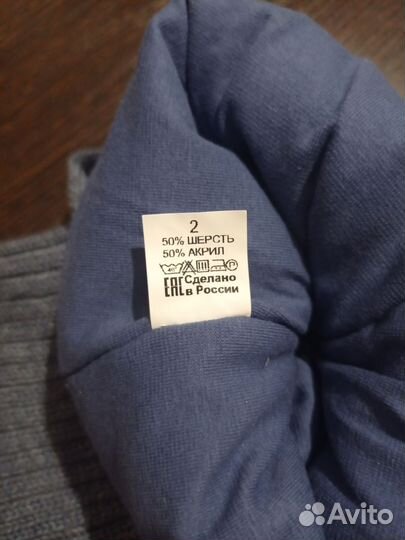 2
50% ШЕРСТЬ
50% АКРИЛ
Сделано
в России
Avito